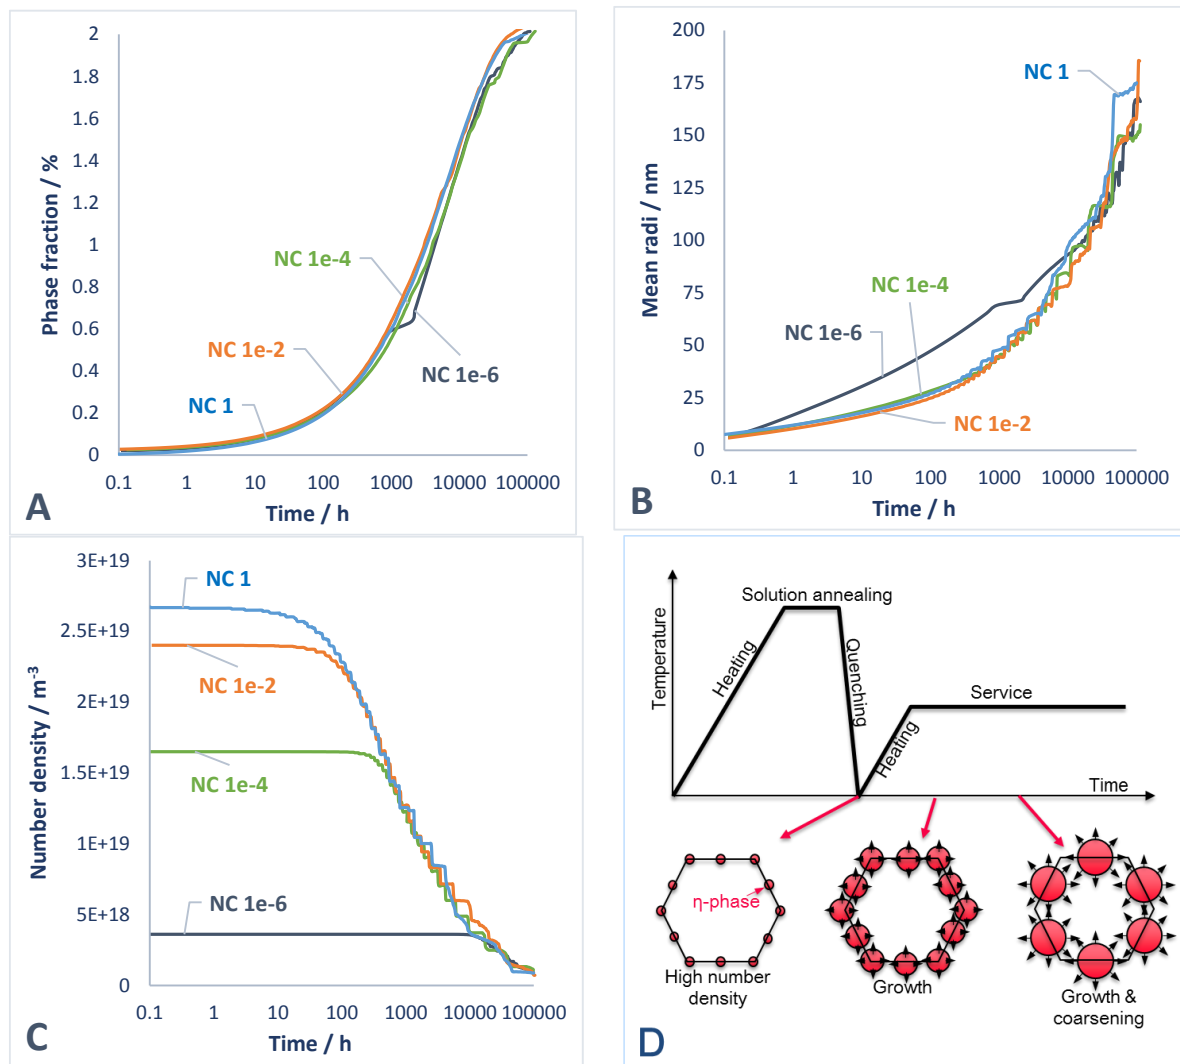 2
1.8
1.6
1.4
1.2
1
0.8
0.6
0.4
0.2
0
Phase fraction / %
NC 1e-4
NC 1e-2
NC 1e-6
NC 1
0.1 1 10 100 1000 10000 100000
Time / h
A
200
175
150
125
100
75
50
25
0
Mean radi / nm
NC 1
NC 1e-4
NC 1e-6
NC 1e-2
0.1 1 10 100 1000 10000 100000
Time / h
B
3E+19
2.5E+19
2E+19
1.5E+19
1E+19
5E+18
0
Number density / m⁻³
NC 1
NC 1e-2
NC 1e-4
NC 1e-6
0.1 1 10 100 1000 10000 100000
Time / h
C
Temperature
Solution annealing
Heating
Quenching
Heating
Service
Time
η-phase
High number
density
Growth
Growth &
coarsening
D